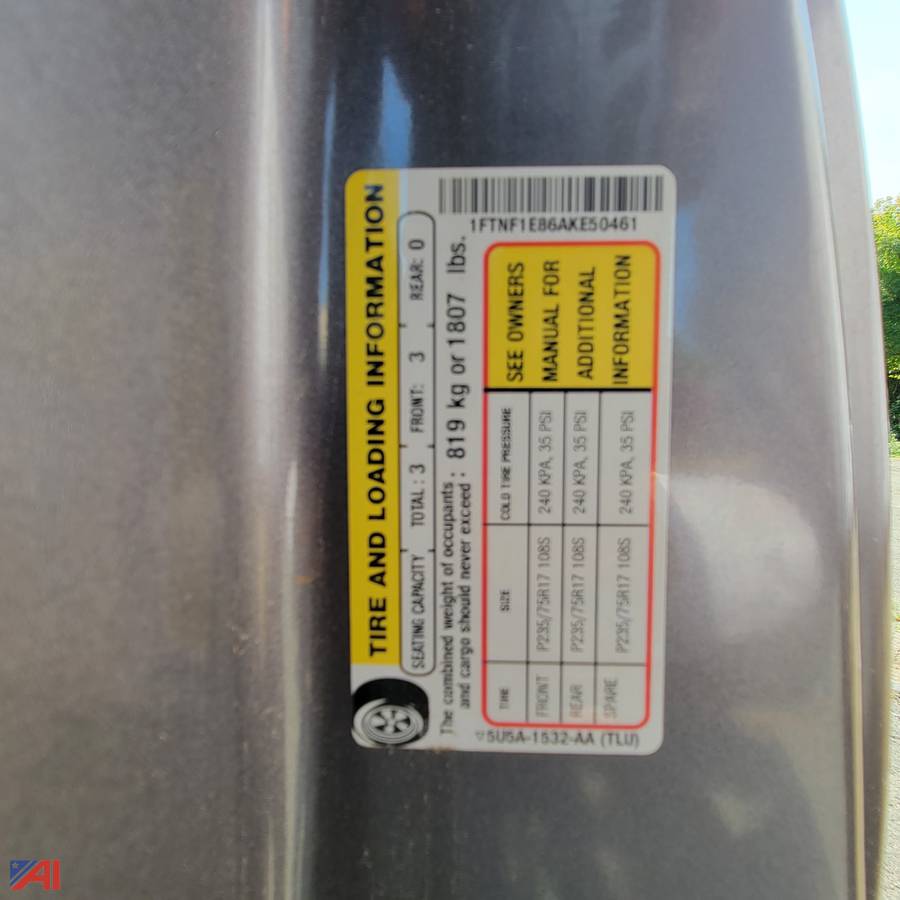 TIRE AND LOADING INFORMATION
SEATING CAPACITY TOTAL : 3 FRONT: 3 REAR: 0
The combined weight of occupants
and cargo should never exceed : 819 kg or 1807 lbs.
TIRE SIZE COLD TIRE PRESSURE
FRONT P235/75R17 108S 240 KPA, 35 PSI
REAR P235/75R17 108S 240 KPA, 35 PSI
SPARE P235/75R17 108S 240 KPA, 35 PSI
SEE OWNERS
MANUAL FOR
ADDITIONAL
INFORMATION
1FTNF1E86AKE50461
5U5A-1532-AA (TLU)
AI